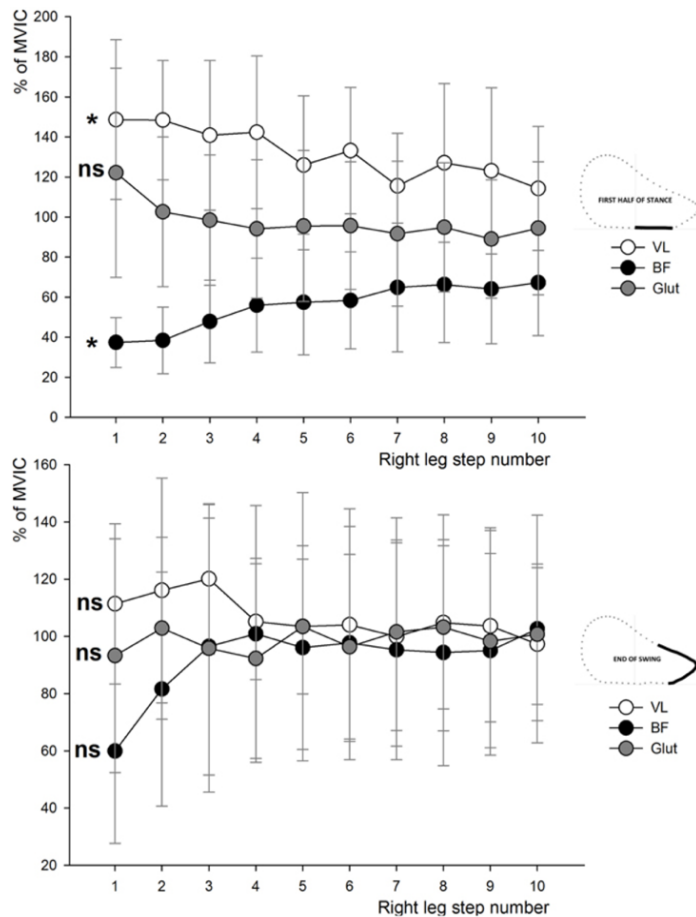 % of MVIC
200
180
160
140
120
100
80
60
40
20
0
*
ns
*
1 2 3 4 5 6 7 8 9 10
Right leg step number
FIRST HALF OF STANCE
VL
BF
Glut
% of MVIC
160
140
120
100
80
60
40
20
ns
ns
ns
1 2 3 4 5 6 7 8 9 10
Right leg step number
END OF SWING
VL
BF
Glut